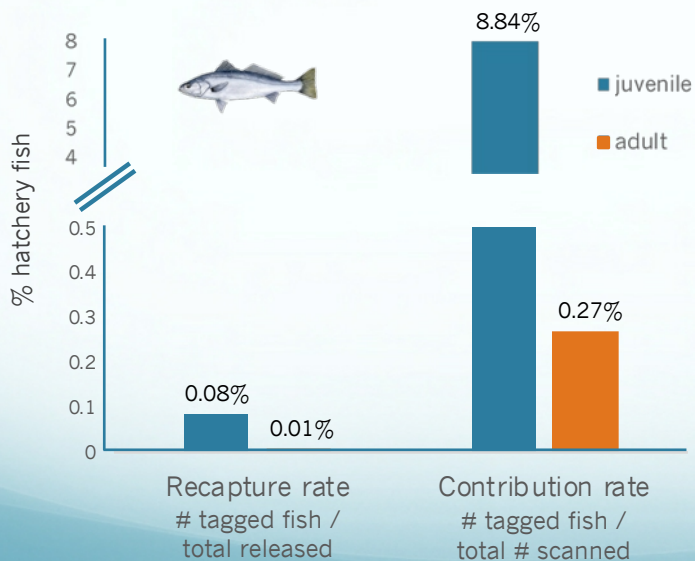 8.84%
8
7
6
5
4
juvenile
adult
% hatchery fish
0.5
0.4
0.3
0.2
0.1
0
0.27%
0.08%
0.01%
Recapture rate
# tagged fish /
total released
Contribution rate
# tagged fish /
total # scanned